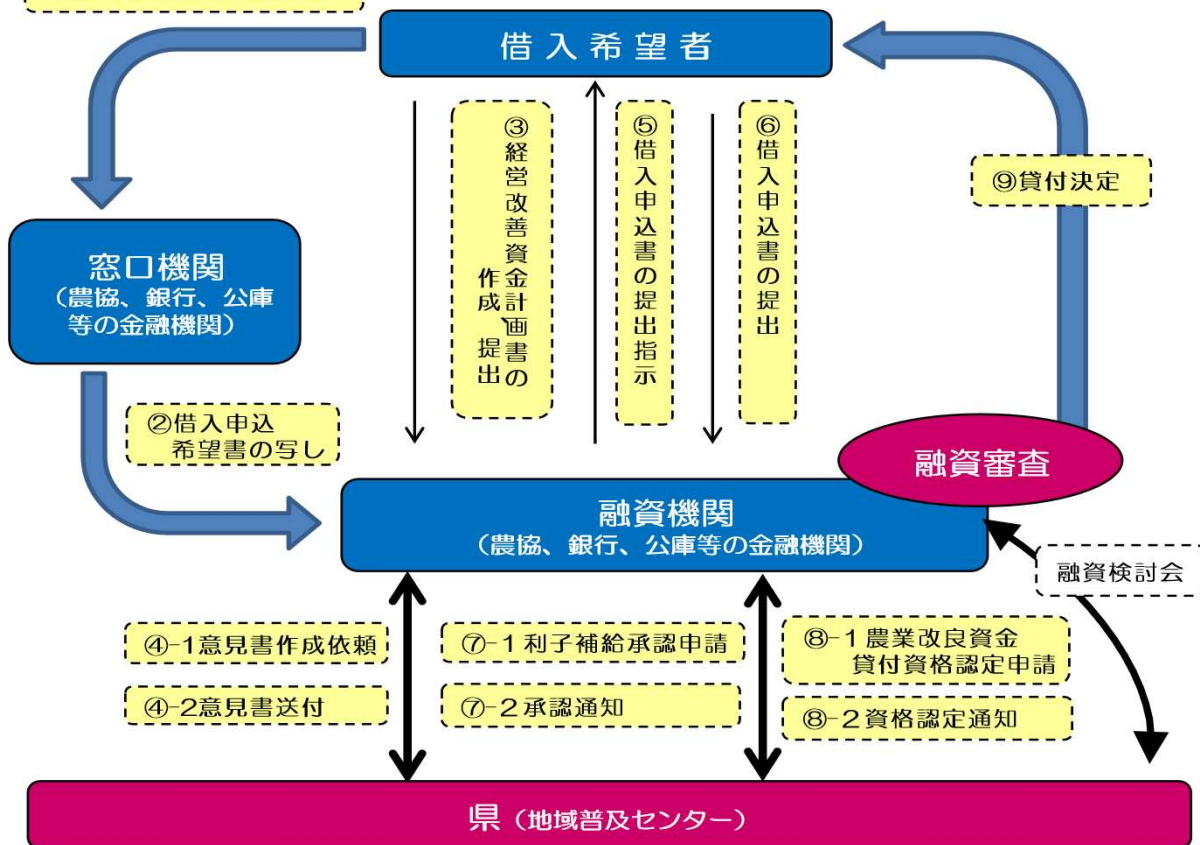 借入希望者
③経営改善資金計画書の
作成、提出
⑤借入申込書の提出指示
⑥借入申込書の提出
⑨貸付決定
窓口機関
（農協、銀行、公庫
等の金融機関）
②借入申込
希望書の写し
融資審査
融資機関
（農協、銀行、公庫等の金融機関）
融資検討会
④-1意見書作成依頼
④-2意見書送付
⑦-1利子補給承認申請
⑦-2承認通知
⑧-1農業改良資金
貸付資格認定申請
⑧-2資格認定通知
県（地域普及センター）